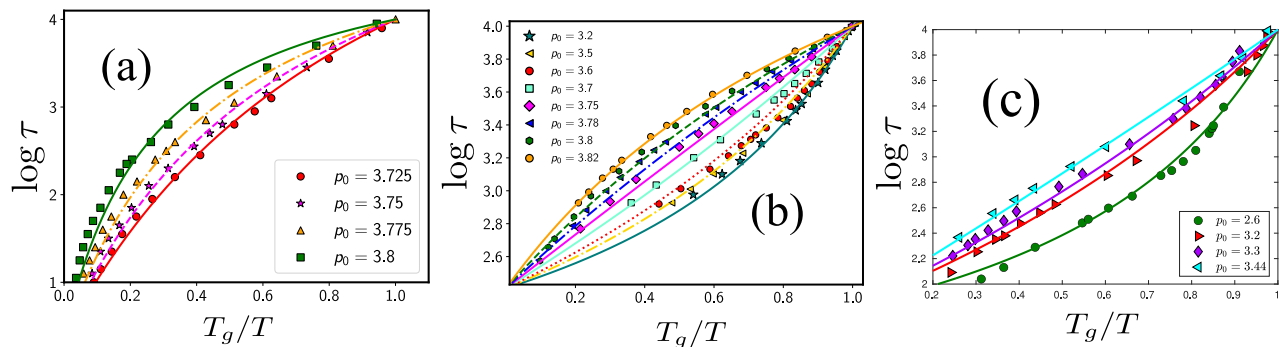 (a)
log τ
4
3
2
1
0.0 0.2 0.4 0.6 0.8 1.0
T_g/T
p_0 = 3.725
p_0 = 3.75
p_0 = 3.775
p_0 = 3.8
(b)
log τ
4.0
3.8
3.6
3.4
3.2
3.0
2.8
2.6
0.2 0.4 0.6 0.8 1.0
T_g/T
p_0 = 3.2
p_0 = 3.5
p_0 = 3.6
p_0 = 3.7
p_0 = 3.75
p_0 = 3.78
p_0 = 3.8
p_0 = 3.82
(c)
log τ
4
3.8
3.6
3.4
3.2
3
2.8
2.6
2.4
2.2
2
0.2 0.3 0.4 0.5 0.6 0.7 0.8 0.9 1
T_g/T
p_0 = 2.6
p_0 = 3.2
p_0 = 3.3
p_0 = 3.44